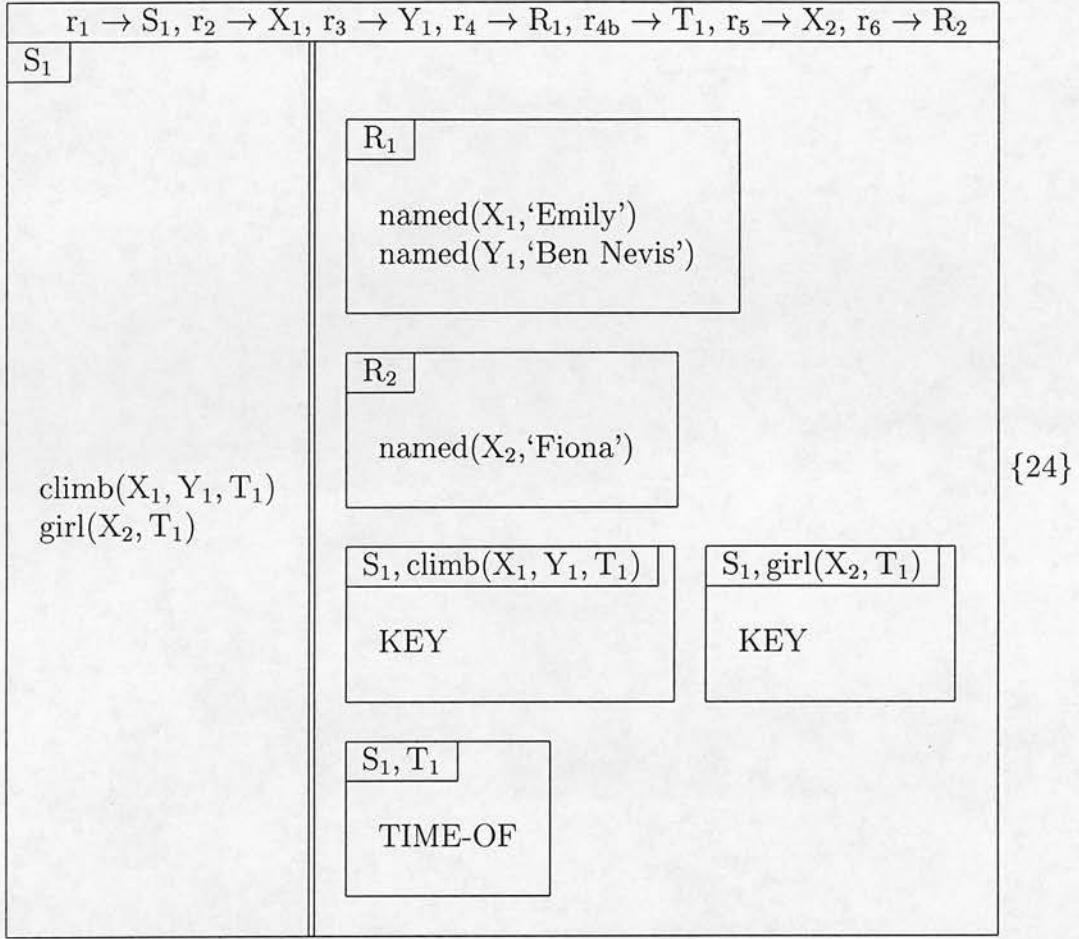 r₁ → S₁, r₂ → X₁, r₃ → Y₁, r₄ → R₁, r₄b → T₁, r₅ → X₂, r₆ → R₂
S₁
R₁
named(X₁,‘Emily’)
named(Y₁,‘Ben Nevis’)
R₂
named(X₂,‘Fiona’)
climb(X₁, Y₁, T₁)
girl(X₂, T₁)
{24}
S₁, climb(X₁, Y₁, T₁)
KEY
S₁, girl(X₂, T₁)
KEY
S₁, T₁
TIME-OF